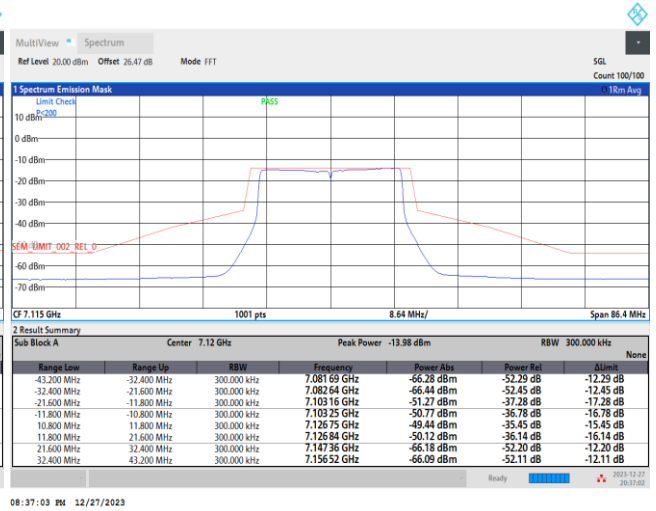 MultiView Spectrum
Ref Level 20.00 dBm Offset 26.47 dB Mode FFT SGL
Count 100/100
1 Spectrum Emission Mask 1Rm Avg
Limit Check PASS
P<200
10 dBm
0 dBm
-10 dBm
-20 dBm
-30 dBm
-40 dBm
SEM_LIMIT_002_REL_0
-60 dBm
-70 dBm
CF 7.115 GHz 1001 pts 8.64 MHz/ Span 86.4 MHz
2 Result Summary
Sub Block A Center 7.12 GHz Peak Power -13.98 dBm RBW 300.000 kHz
None
Range Low Range Up RBW Frequency Power Abs Power Rel ΔLimit
-43.200 MHz -32.400 MHz 300.000 kHz 7.081 69 GHz -66.28 dBm -52.29 dB -12.29 dB
-32.400 MHz -21.600 MHz 300.000 kHz 7.082 64 GHz -66.44 dBm -52.45 dB -12.45 dB
-21.600 MHz -11.800 MHz 300.000 kHz 7.103 16 GHz -51.27 dBm -37.28 dB -17.28 dB
-11.800 MHz -10.800 MHz 300.000 kHz 7.103 25 GHz -50.77 dBm -36.78 dB -16.78 dB
10.800 MHz 11.800 MHz 300.000 kHz 7.126 75 GHz -49.44 dBm -35.45 dB -15.45 dB
11.800 MHz 21.600 MHz 300.000 kHz 7.126 84 GHz -50.12 dBm -36.14 dB -16.14 dB
21.600 MHz 32.400 MHz 300.000 kHz 7.147 36 GHz -66.18 dBm -52.20 dB -12.20 dB
32.400 MHz 43.200 MHz 300.000 kHz 7.156 52 GHz -66.09 dBm -52.11 dB -12.11 dB
Ready 2023-12-27
20:37:02
08:37:03 PM 12/27/2023